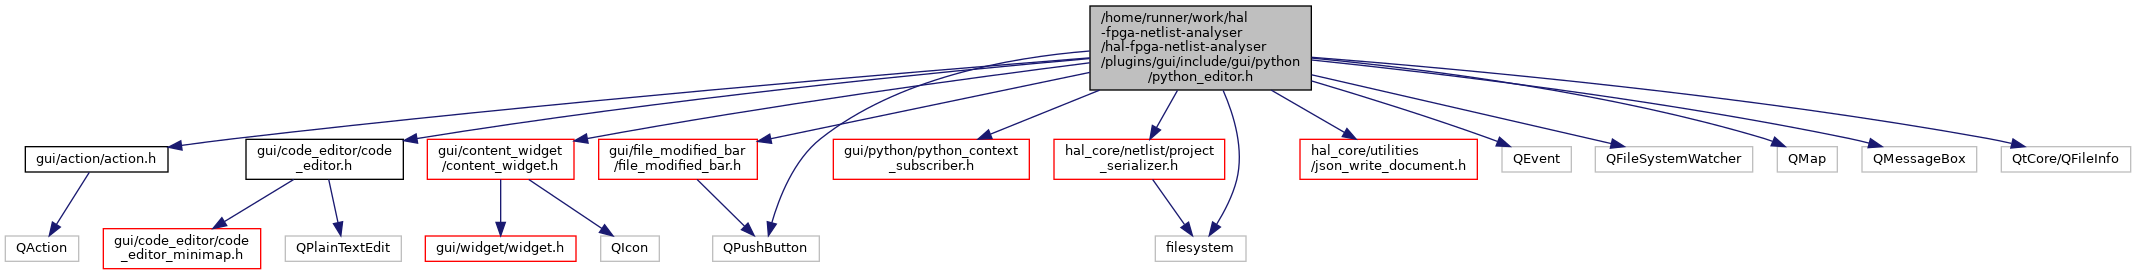 /home/runner/work/hal
-fpga-netlist-analyser
/hal-fpga-netlist-analyser
/plugins/gui/include/gui/python
/python_editor.h
gui/action/action.h
gui/code_editor/code
_editor.h
gui/content_widget
/content_widget.h
gui/file_modified_bar
/file_modified_bar.h
gui/python/python_context
_subscriber.h
hal_core/netlist/project
_serializer.h
hal_core/utilities
/json_write_document.h
QEvent
QFileSystemWatcher
QMap
QMessageBox
QtCore/QFileInfo
QAction
gui/code_editor/code
_editor_minimap.h
QPlainTextEdit
gui/widget/widget.h
QIcon
QPushButton
filesystem